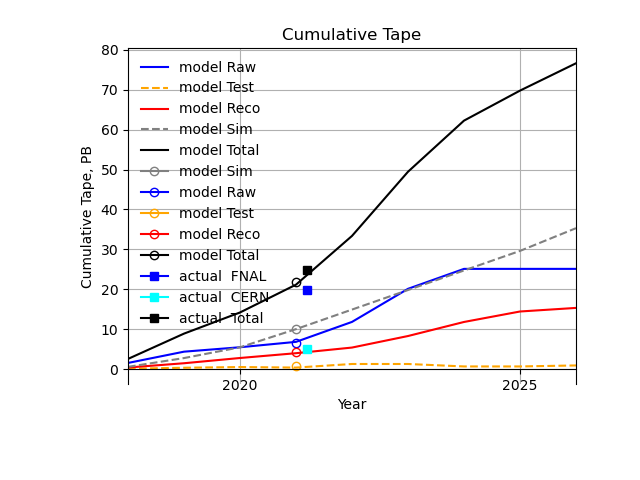 Cumulative Tape
80
70
60
50
40
30
20
10
0
Cumulative Tape, PB
model Raw
model Test
model Reco
model Sim
model Total
model Sim
model Raw
model Test
model Reco
model Total
actual  FNAL
actual  CERN
actual  Total
2020
2025
Year